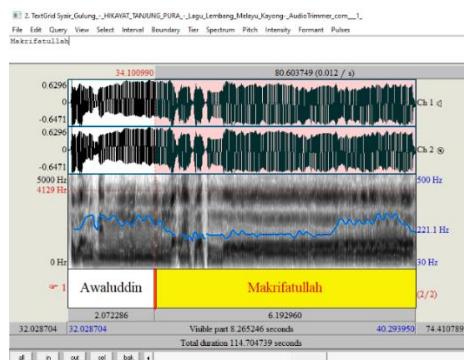 2. TextGrid Syair_Gulung_-_HIKAYAT_TANJUNG_PURA_-_Lagu_Lembang_Melayu_Kayong-_AudioTrimmer_com__1_
File Edit Query View Select Interval Boundary Tier Spectrum Pitch Intensity Formant Pulses
Makrifatullah
34.100990 80.603749 (0.012 / s)
0.6296
0 Ch 1
-0.6471
0.6296
0 Ch 2
-0.6471
5000 Hz 500 Hz
4129 Hz
221.1 Hz
0 Hz 30 Hz
1 Awaluddin Makrifatullah (2/2)
2.072286 6.192960
32.028704 32.028704 Visible part 8.265246 seconds 40.293950 74.410789
Total duration 114.704739 seconds
all in out sel bak